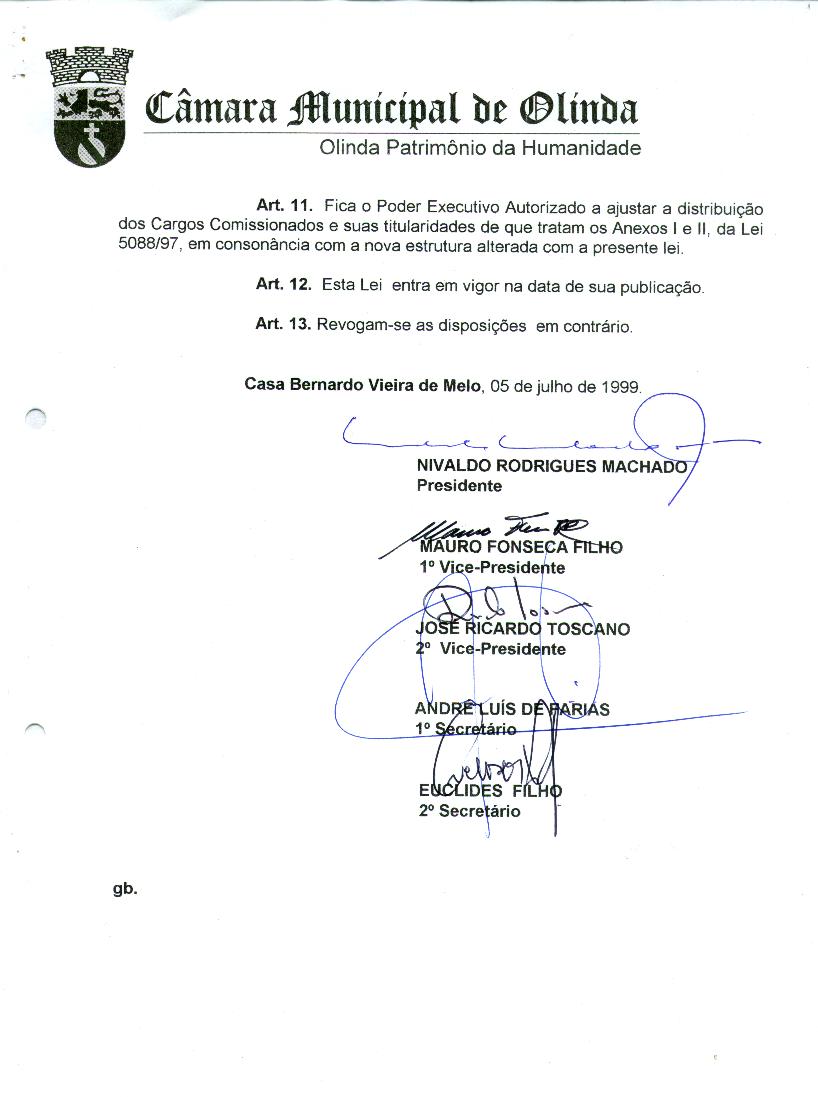 Câmara Municipal de Olinda
Olinda Patrimônio da Humanidade
Art. 11. Fica o Poder Executivo Autorizado a ajustar a distribuição
dos Cargos Comissionados e suas titularidades de que tratam os Anexos I e II, da Lei
5088/97, em consonância com a nova estrutura alterada com a presente lei.
Art. 12. Esta Lei entra em vigor na data de sua publicação.
Art. 13. Revogam-se as disposições em contrário.
Casa Bernardo Vieira de Melo, 05 de julho de 1999.
NIVALDO RODRIGUES MACHADO
Presidente
MAURO FONSECA FILHO
1º Vice-Presidente
JOSÉ RICARDO TOSCANO
2º Vice-Presidente
ANDRÉ LUÍS DE FARIAS
1º Secretário
EUCLIDES FILHO
2º Secretário
gb.